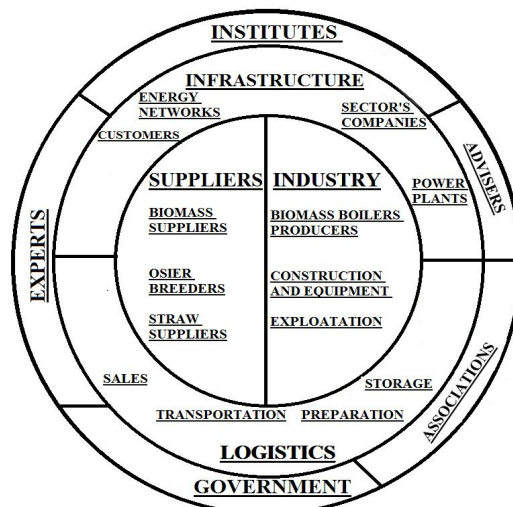 INSTITUTES
INFRASTRUCTURE
ENERGY
NETWORKS
CUSTOMERS
SECTOR'S
COMPANIES
ADVISERS
POWER
PLANTS
EXPERTS
SUPPLIERS
BIOMASS
SUPPLIERS
OSIER
BREEDERS
STRAW
SUPPLIERS
INDUSTRY
BIOMASS BOILERS
PRODUCERS
CONSTRUCTION
AND EQUIPMENT
EXPLOATATION
SALES
TRANSPORTATION
PREPARATION
STORAGE
ASSOCIATIONS
LOGISTICS
GOVERNMENT